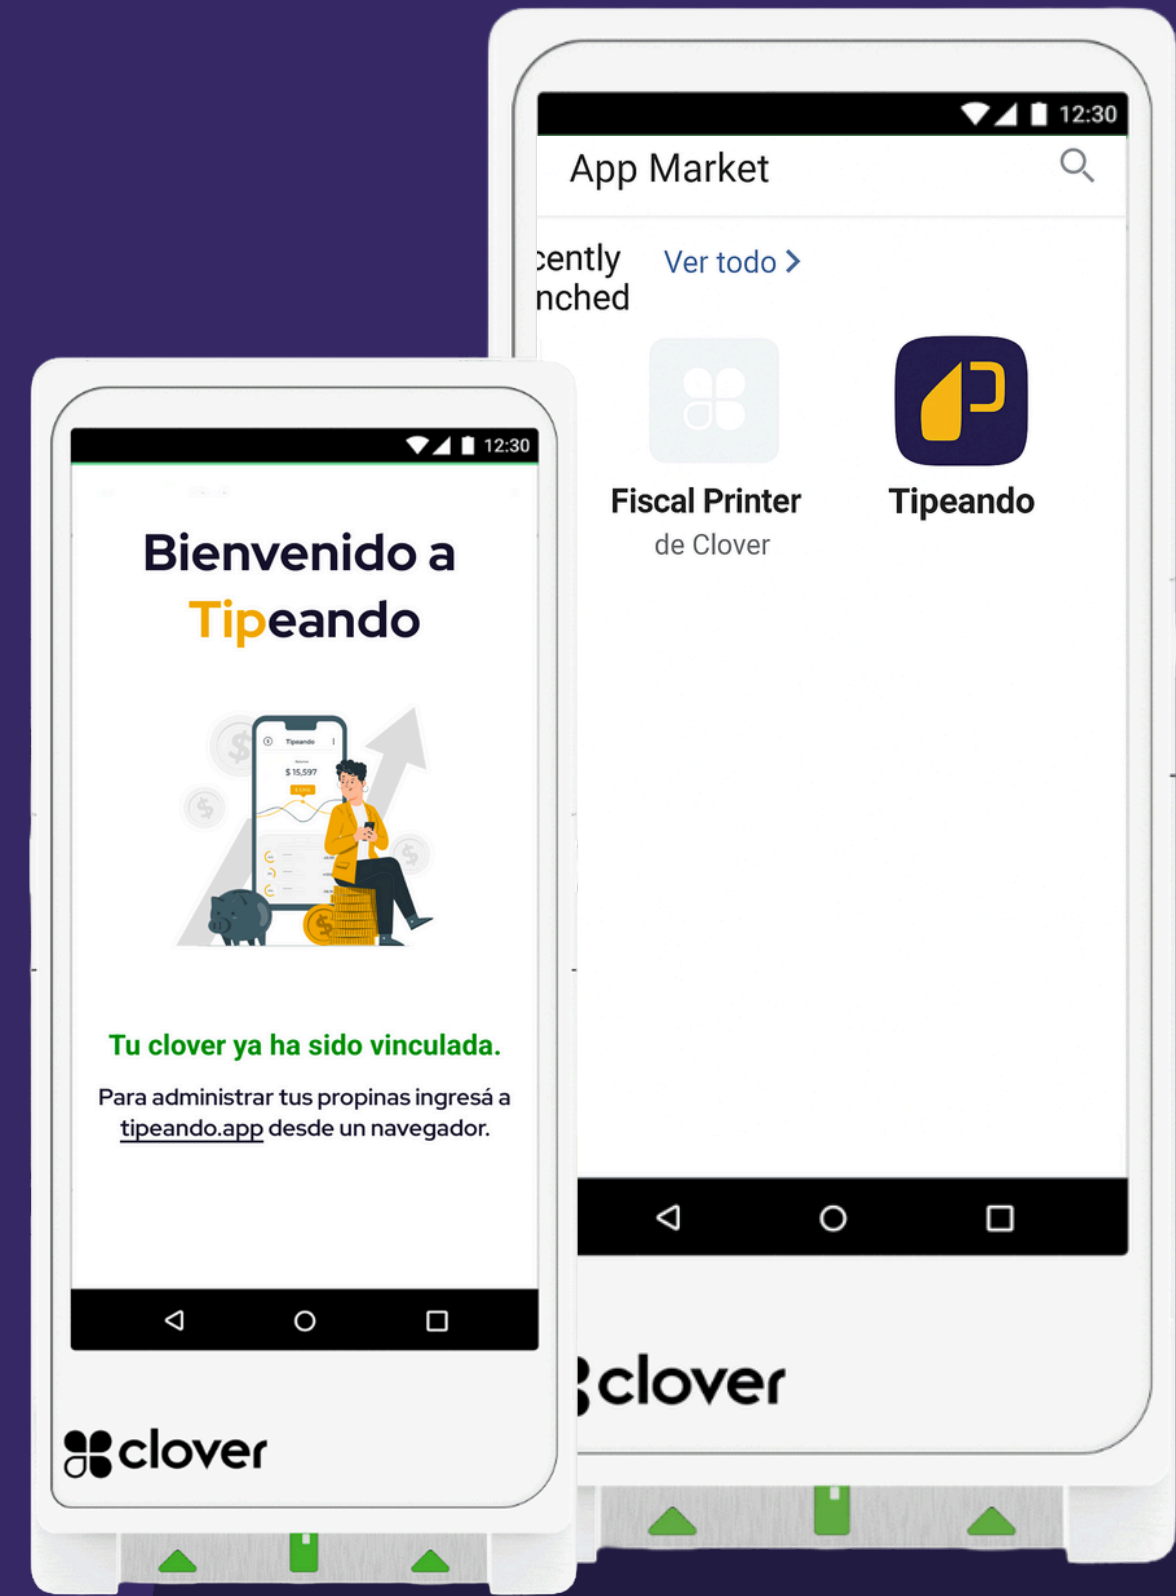 12:30
App Market
cently
nched
Ver todo
Fiscal Printer
de Clover
Tipeando
clover
12:30
Bienvenido a
Tipeando
Tipeando
$ 15,597
Tu clover ya ha sido vinculada.
Para administrar tus propinas ingresá a
tipeando.app desde un navegador.
clover